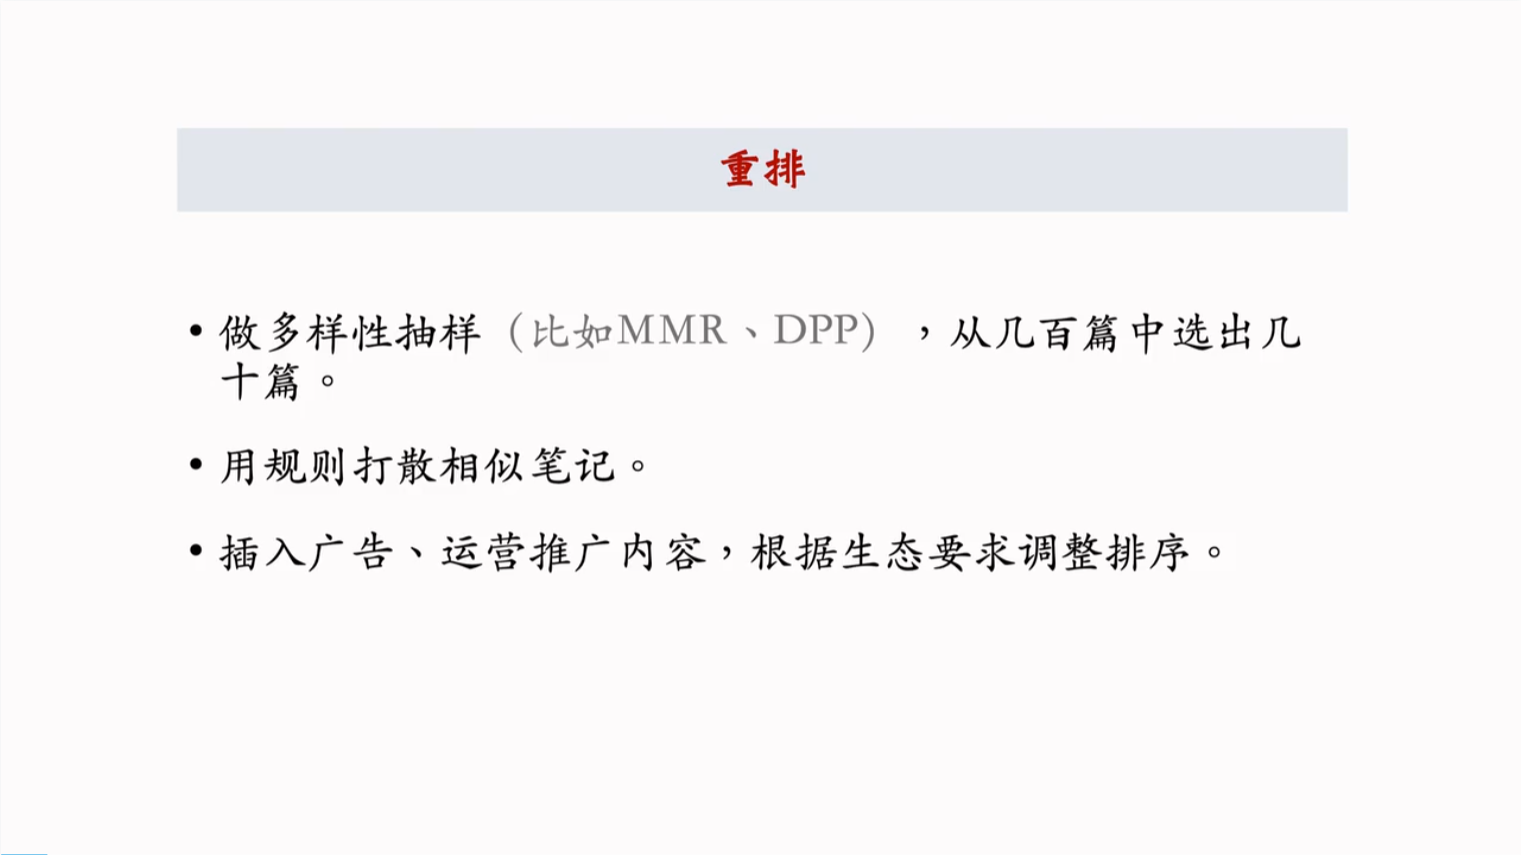 重排
• 做多样性抽样（比如MMR、DPP），从几百篇中选出几
十篇。
• 用规则打散相似笔记。
• 插入广告、运营推广内容，根据生态要求调整排序。